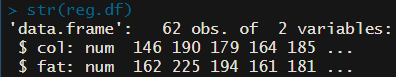 > str(reg.df)
'data.frame':   62 obs. of  2 variables:
 $ col: num  146 190 179 164 185 ...
 $ fat: num  162 225 194 161 181 ...